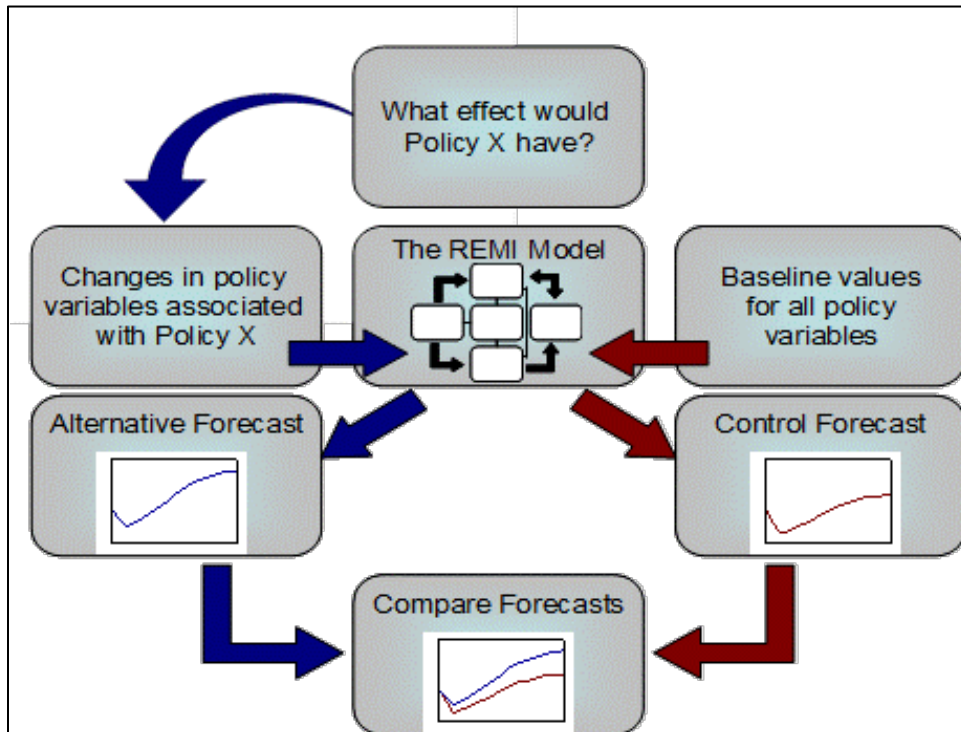 What effect would
Policy X have?
Changes in policy
variables associated
with Policy X
The REMI Model
Baseline values
for all policy
variables
Alternative Forecast
Control Forecast
Compare Forecasts